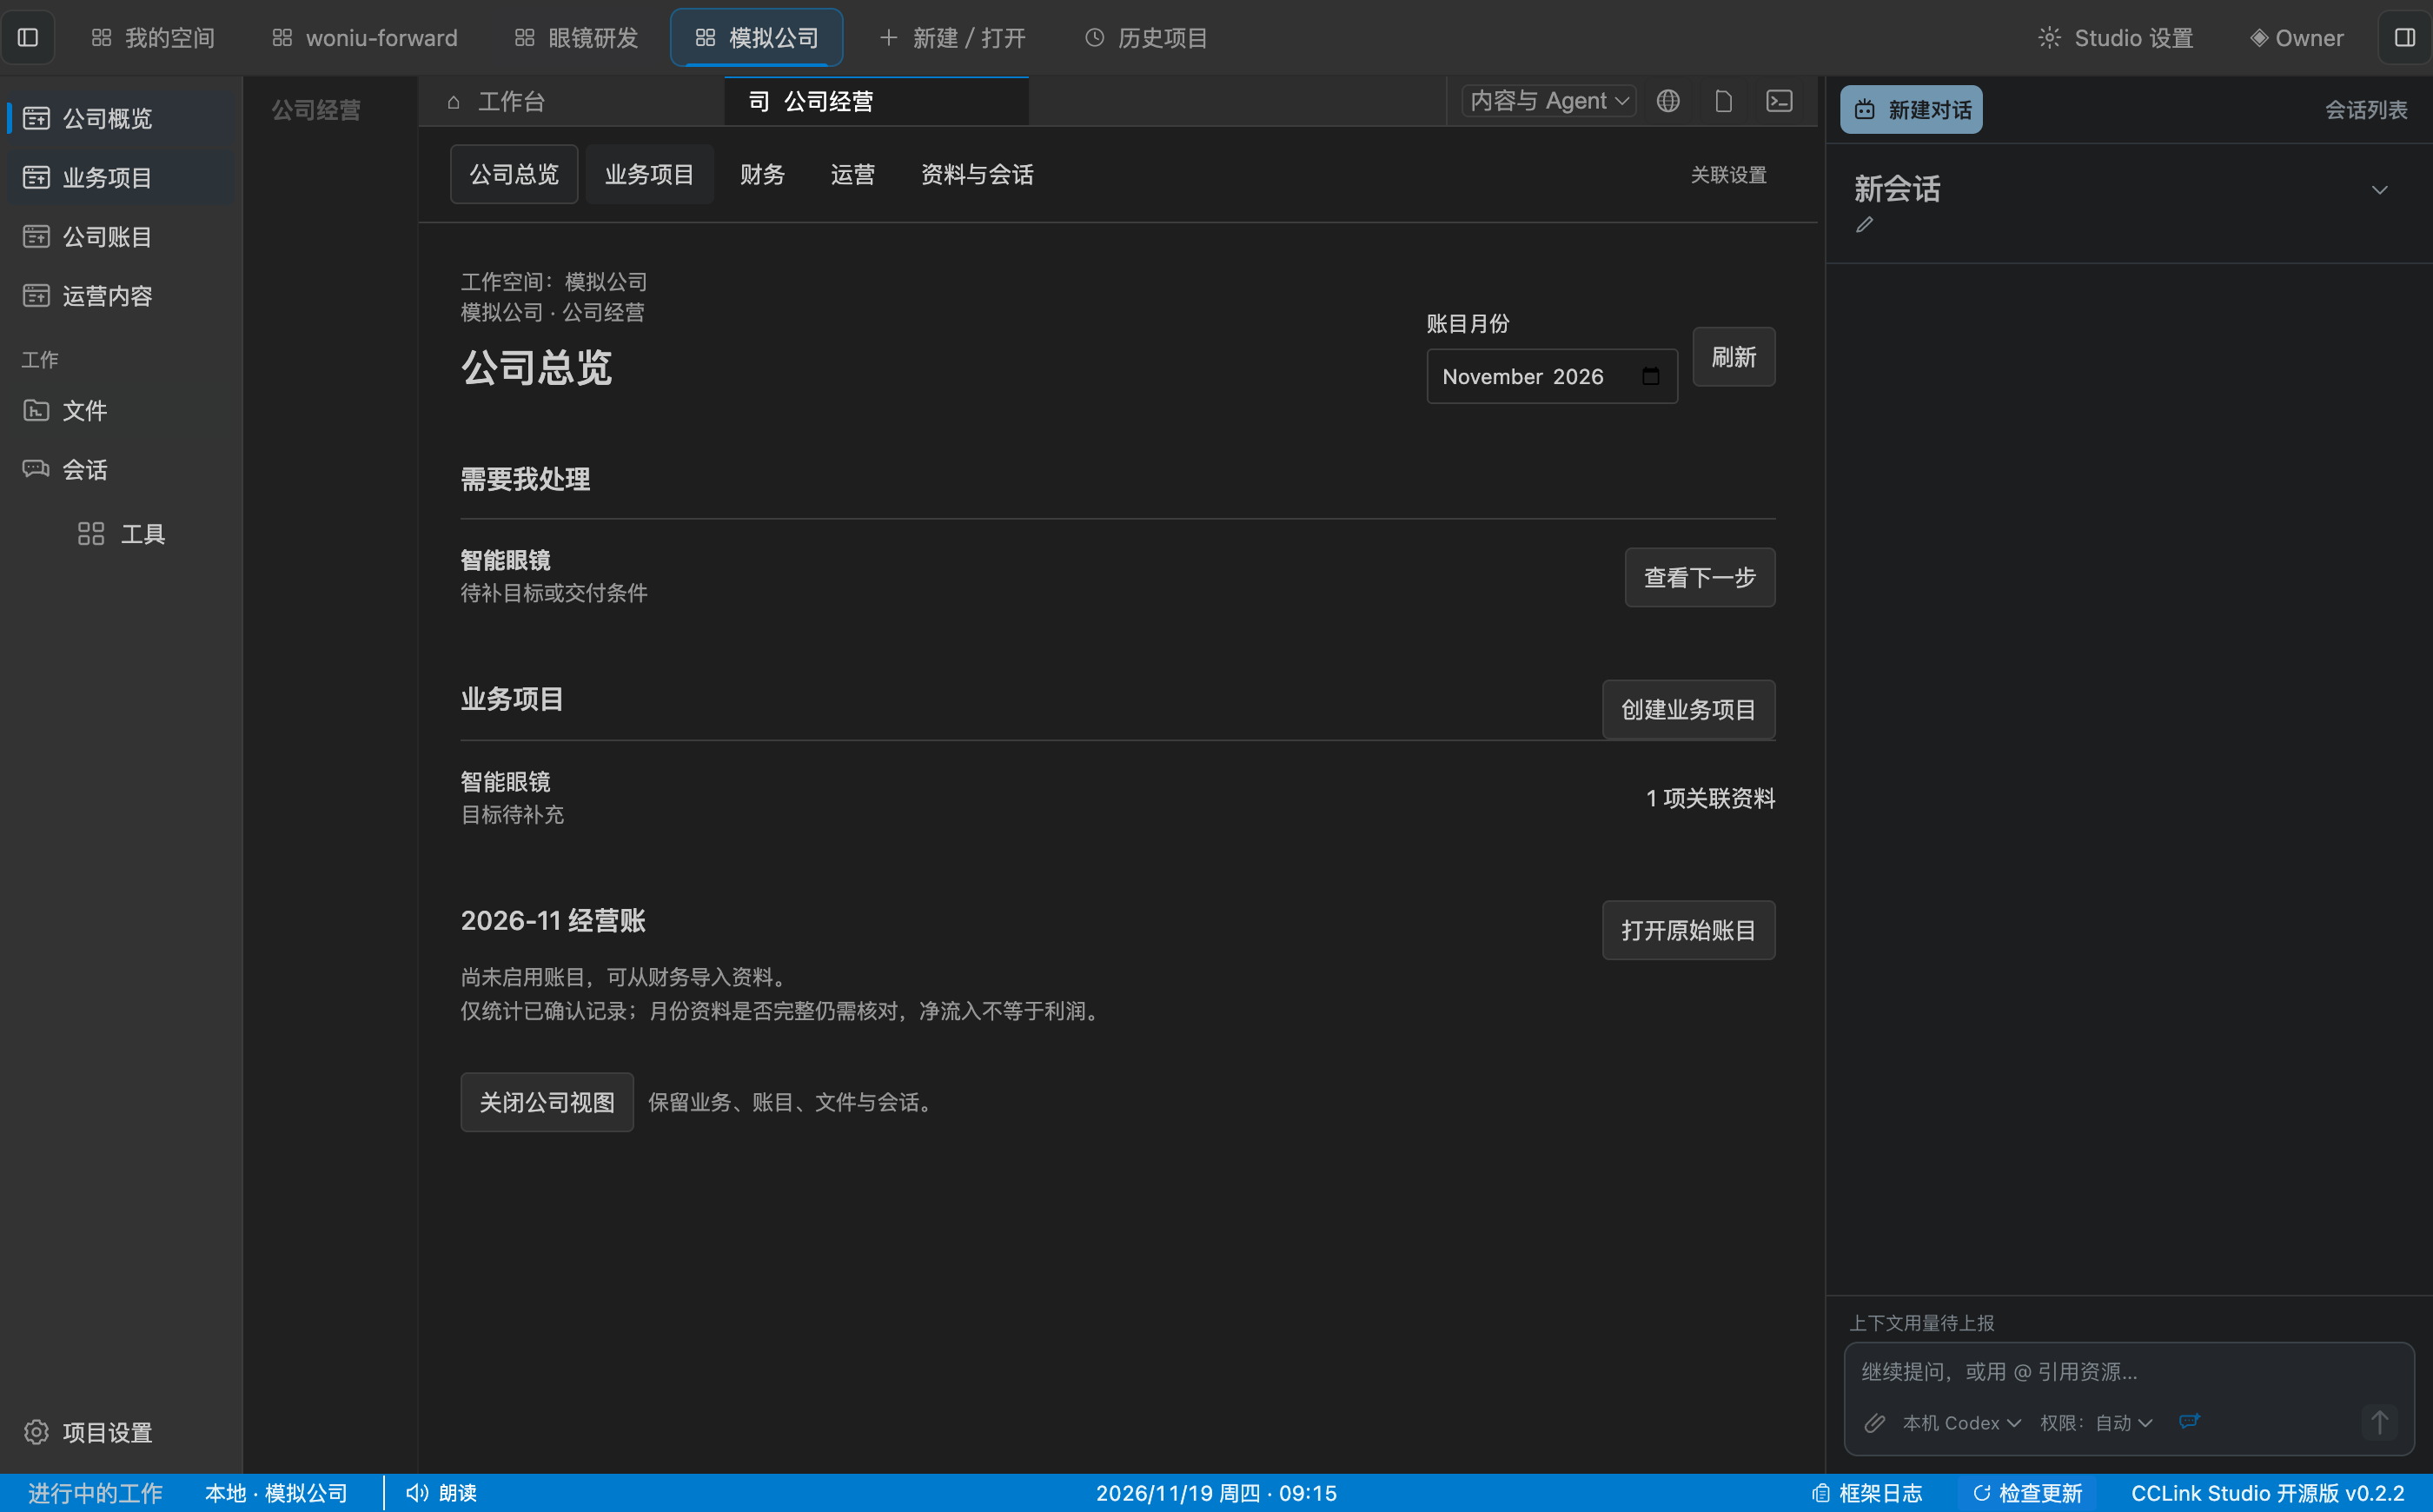 我的空间
woniu-forward
眼镜研发
模拟公司
新建 / 打开
历史项目
Studio 设置
Owner
公司概览
业务项目
公司账目
运营内容
工作
文件
会话
工具
项目设置
公司经营
工作台
司 公司经营
内容与 Agent
公司总览
业务项目
财务
运营
资料与会话
关联设置
工作空间：模拟公司
模拟公司 · 公司经营
公司总览
账目月份
November 2026
刷新
需要我处理
智能眼镜
待补目标或交付条件
查看下一步
业务项目
创建业务项目
智能眼镜
目标待补充
1 项关联资料
2026-11 经营账
打开原始账目
尚未启用账目，可从财务导入资料。
仅统计已确认记录；月份资料是否完整仍需核对，净流入不等于利润。
关闭公司视图
保留业务、账目、文件与会话。
新建对话
会话列表
新会话
上下文用量待上报
继续提问，或用 @ 引用资源...
本机 Codex
权限：自动
进行中的工作
本地 · 模拟公司
朗读
2026/11/19 周四 · 09:15
框架日志
检查更新
CCLink Studio 开源版 v0.2.2